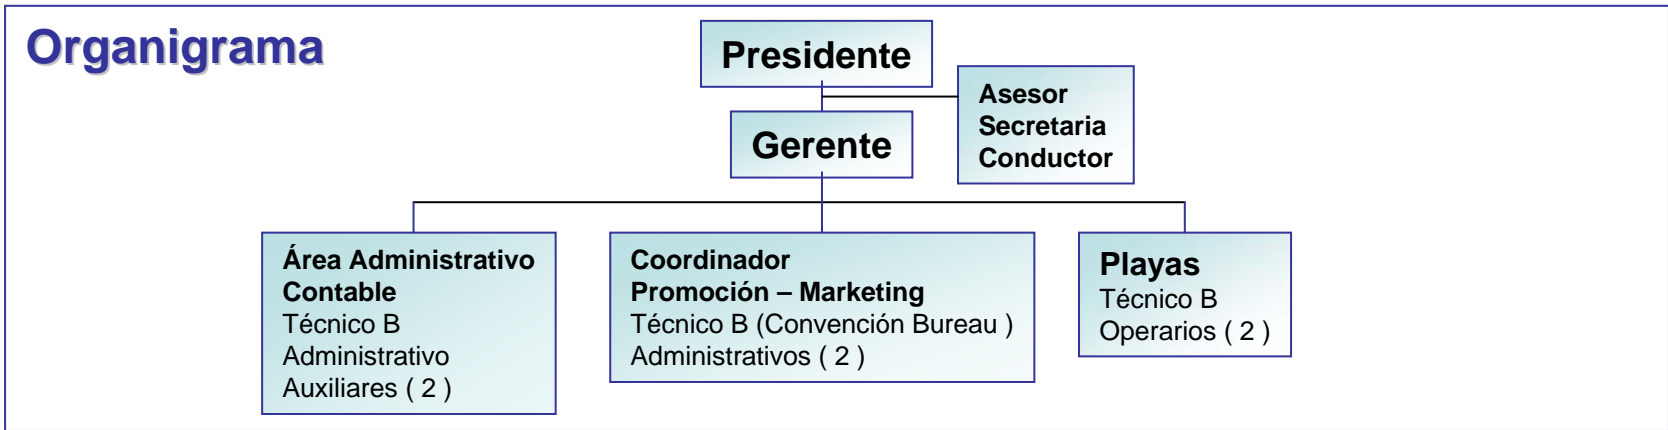 Organigrama
Presidente
Asesor
Secretaria
Conductor
Gerente
Área Administrativo
Contable
Técnico B
Administrativo
Auxiliares ( 2 )
Coordinador
Promoción – Marketing
Técnico B (Convención Bureau )
Administrativos ( 2 )
Playas
Técnico B
Operarios ( 2 )